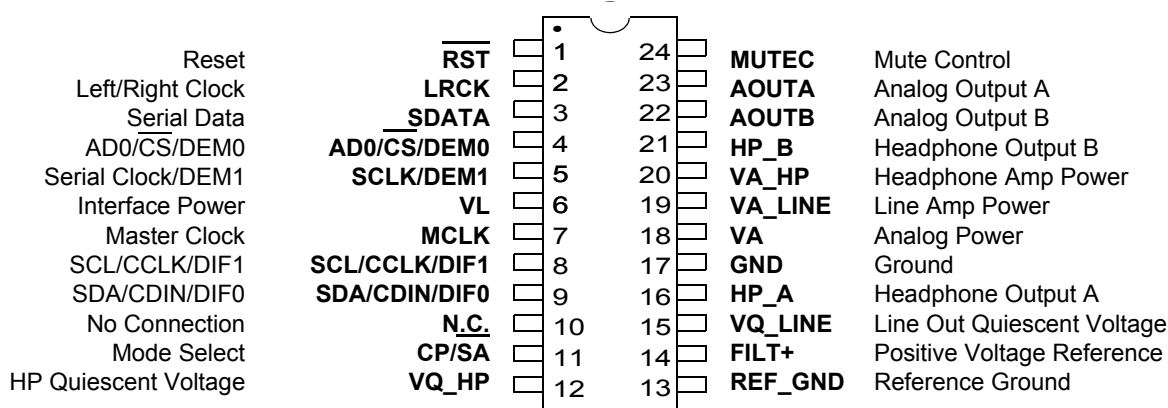 Reset RST 1 24 MUTEC Mute Control
Left/Right Clock LRCK 2 23 AOUTA Analog Output A
Serial Data SDATA 3 22 AOUTB Analog Output B
AD0/CS/DEM0 AD0/CS/DEM0 4 21 HP_B Headphone Output B
Serial Clock/DEM1 SCLK/DEM1 5 20 VA_HP Headphone Amp Power
Interface Power VL 6 19 VA_LINE Line Amp Power
Master Clock MCLK 7 18 VA Analog Power
SCL/CCLK/DIF1 SCL/CCLK/DIF1 8 17 GND Ground
SDA/CDIN/DIF0 SDA/CDIN/DIF0 9 16 HP_A Headphone Output A
No Connection N.C. 10 15 VQ_LINE Line Out Quiescent Voltage
Mode Select CP/SA 11 14 FILT+ Positive Voltage Reference
HP Quiescent Voltage VQ_HP 12 13 REF_GND Reference Ground